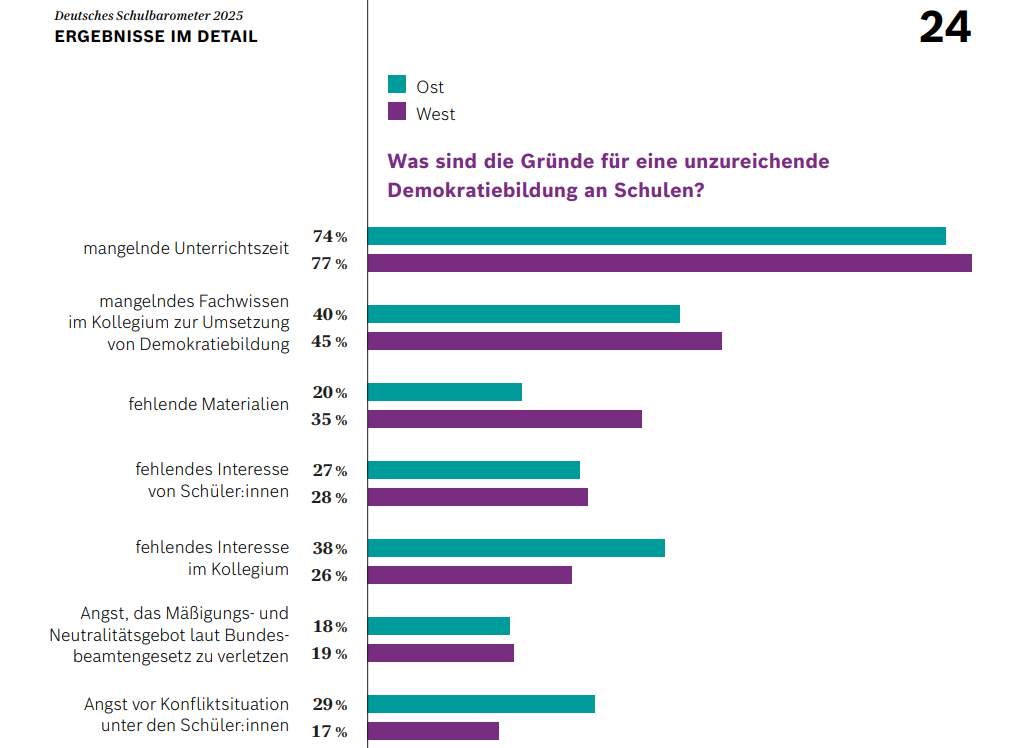 Deutsches Schulbarometer 2025
ERGEBNISSE IM DETAIL
24
Ost
West
Was sind die Gründe für eine unzureichende
Demokratiebildung an Schulen?
mangelnde Unterrichtszeit
74 %
77 %
mangelndes Fachwissen
im Kollegium zur Umsetzung
von Demokratiebildung
40 %
45 %
fehlende Materialien
20 %
35 %
fehlendes Interesse
von Schüler:innen
27 %
28 %
fehlendes Interesse
im Kollegium
38 %
26 %
Angst, das Mäßigungs- und
Neutralitätsgebot laut Bundes-
beamtengesetz zu verletzen
18 %
19 %
Angst vor Konfliktsituation
unter den Schüler:innen
29 %
17 %